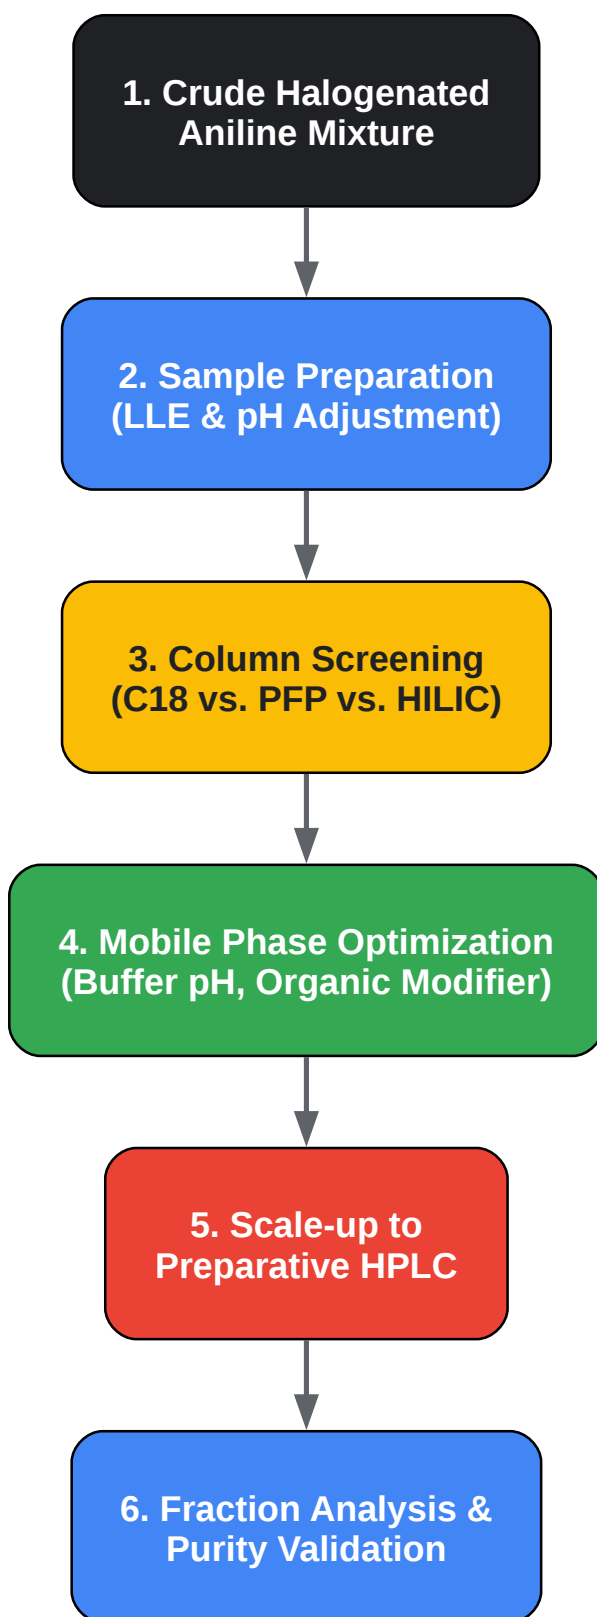 1. Crude Halogenated
Aniline Mixture
2. Sample Preparation
(LLE & pH Adjustment)
3. Column Screening
(C18 vs. PFP vs. HILIC)
4. Mobile Phase Optimization
(Buffer pH, Organic Modifier)
5. Scale-up to
Preparative HPLC
6. Fraction Analysis &
Purity Validation